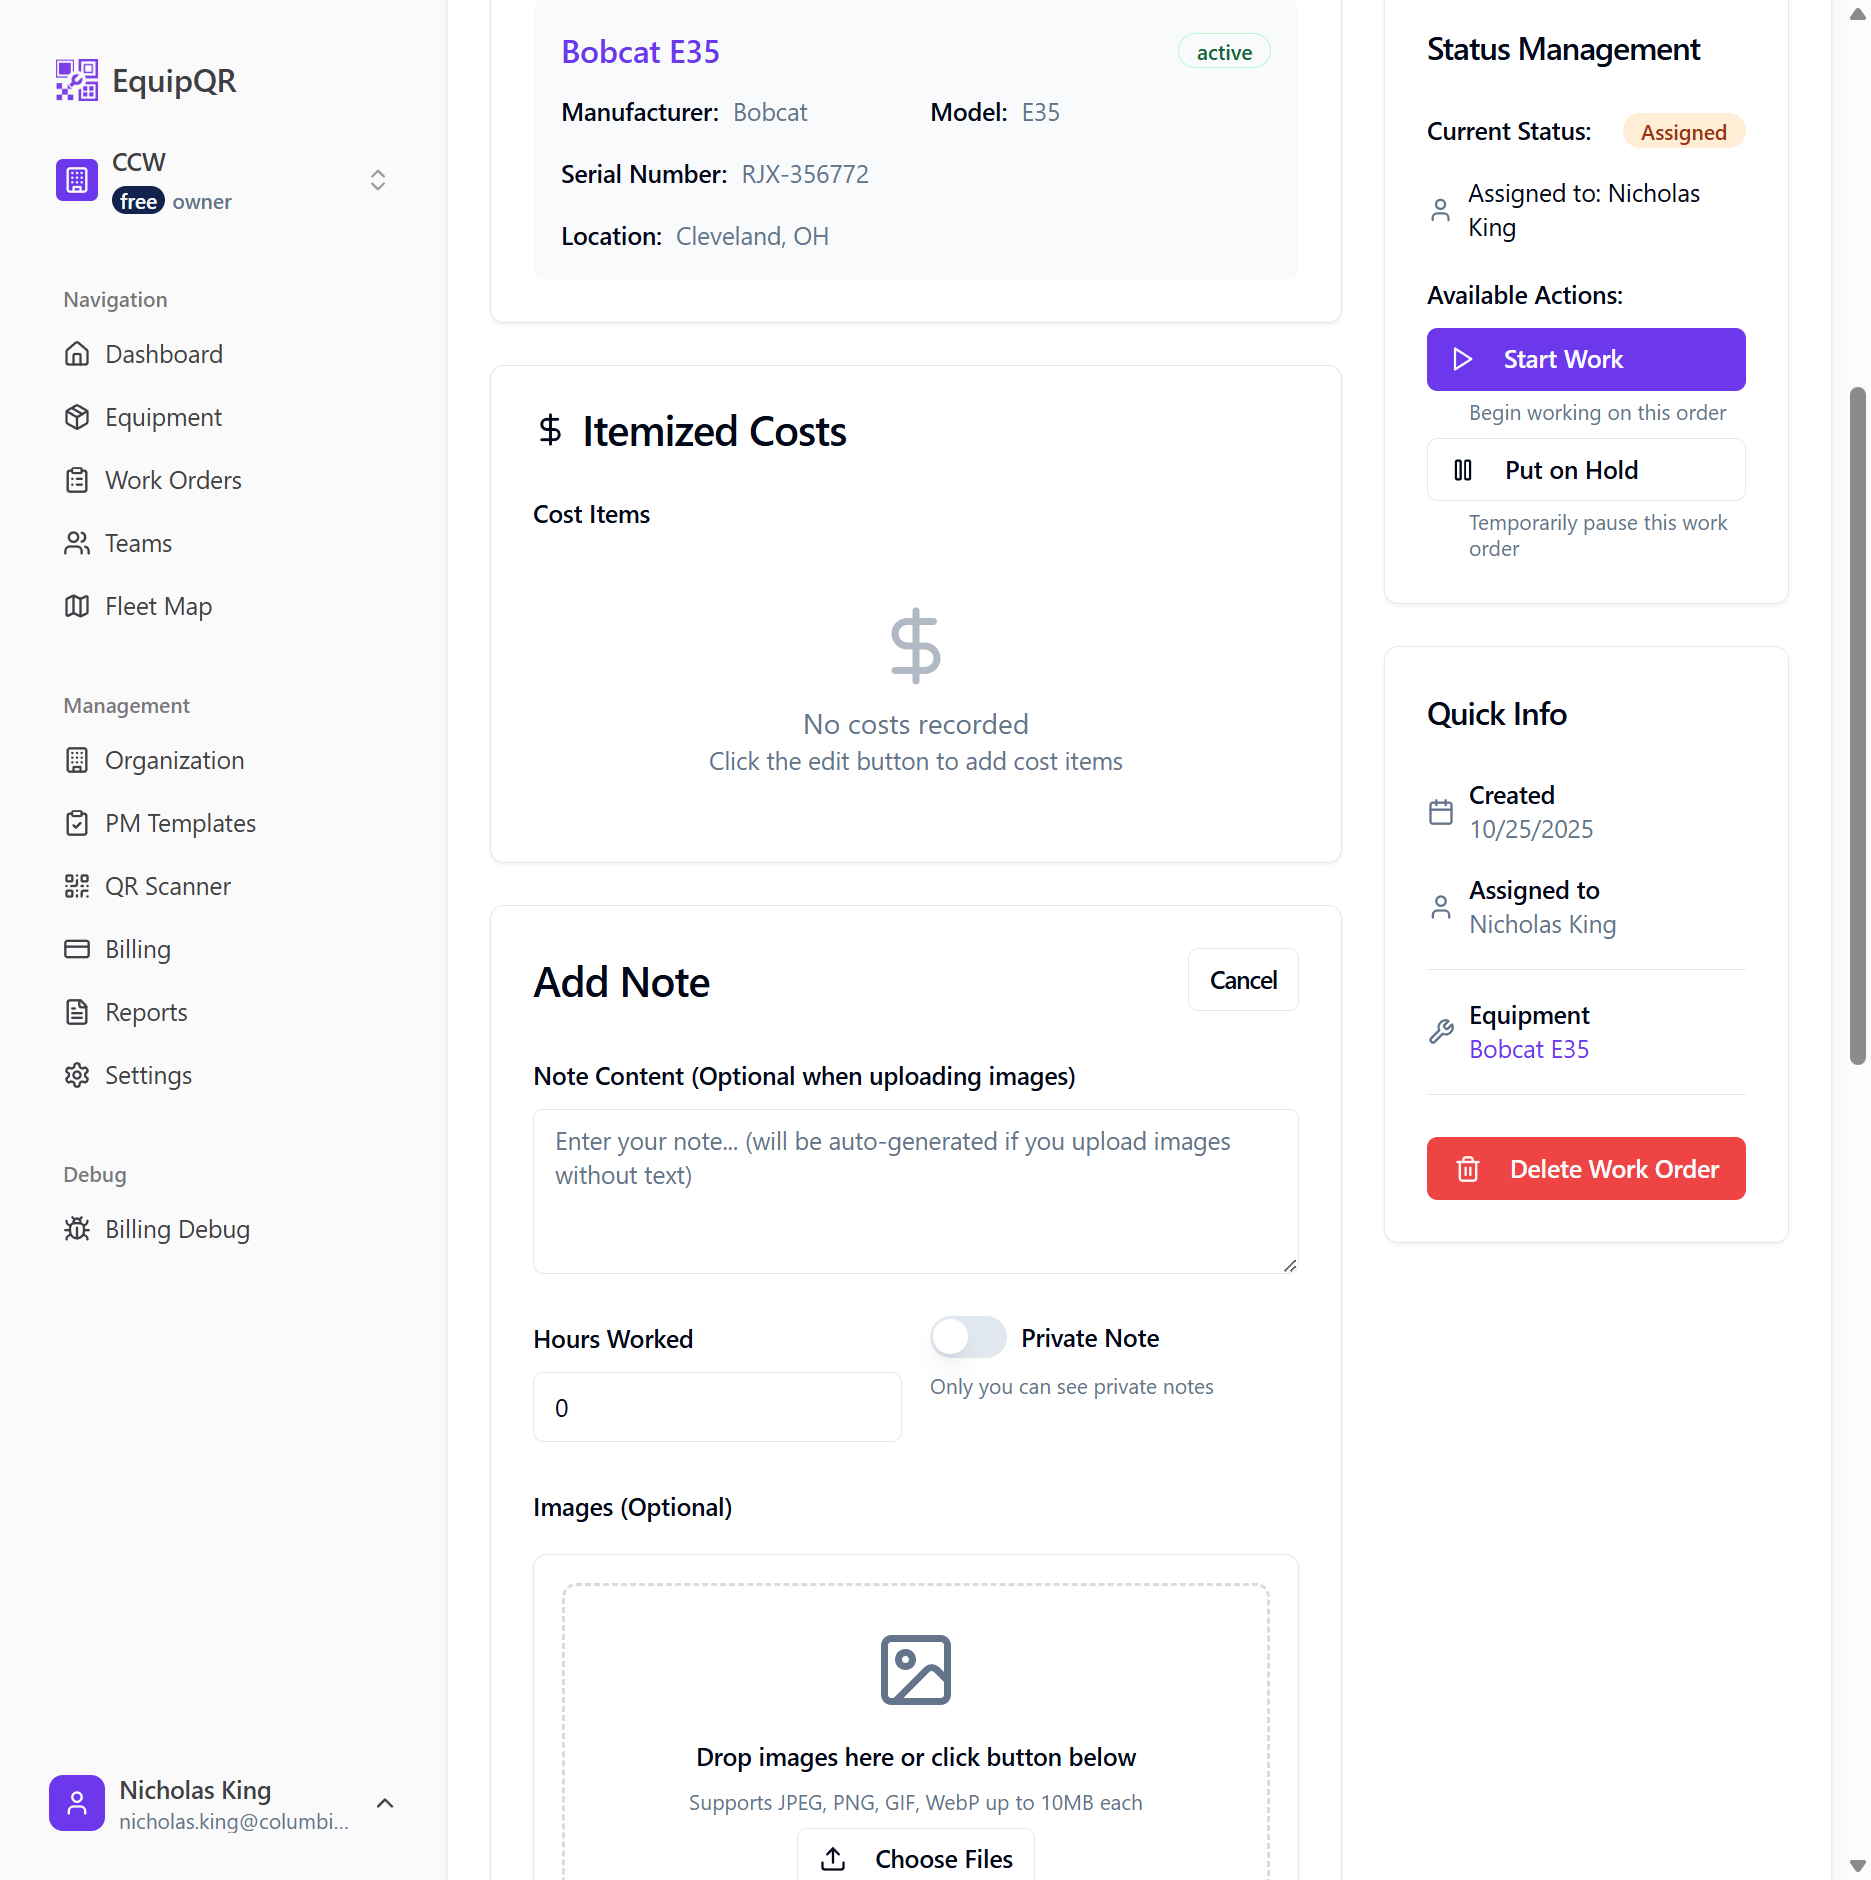 EquipQR
CCW
free owner
Navigation
Dashboard
Equipment
Work Orders
Teams
Fleet Map
Management
Organization
PM Templates
QR Scanner
Billing
Reports
Settings
Debug
Billing Debug
Nicholas King
nicholas.king@columbi...
Bobcat E35
active
Manufacturer: Bobcat
Model: E35
Serial Number: RJX-356772
Location: Cleveland, OH
$ Itemized Costs
Cost Items
$
No costs recorded
Click the edit button to add cost items
Add Note
Cancel
Note Content (Optional when uploading images)
Enter your note... (will be auto-generated if you upload images
without text)
Hours Worked
0
Private Note
Only you can see private notes
Images (Optional)
Drop images here or click button below
Supports JPEG, PNG, GIF, WebP up to 10MB each
Choose Files
Status Management
Current Status: Assigned
Assigned to: Nicholas
King
Available Actions:
Start Work
Begin working on this order
Put on Hold
Temporarily pause this work
order
Quick Info
Created
10/25/2025
Assigned to
Nicholas King
Equipment
Bobcat E35
Delete Work Order